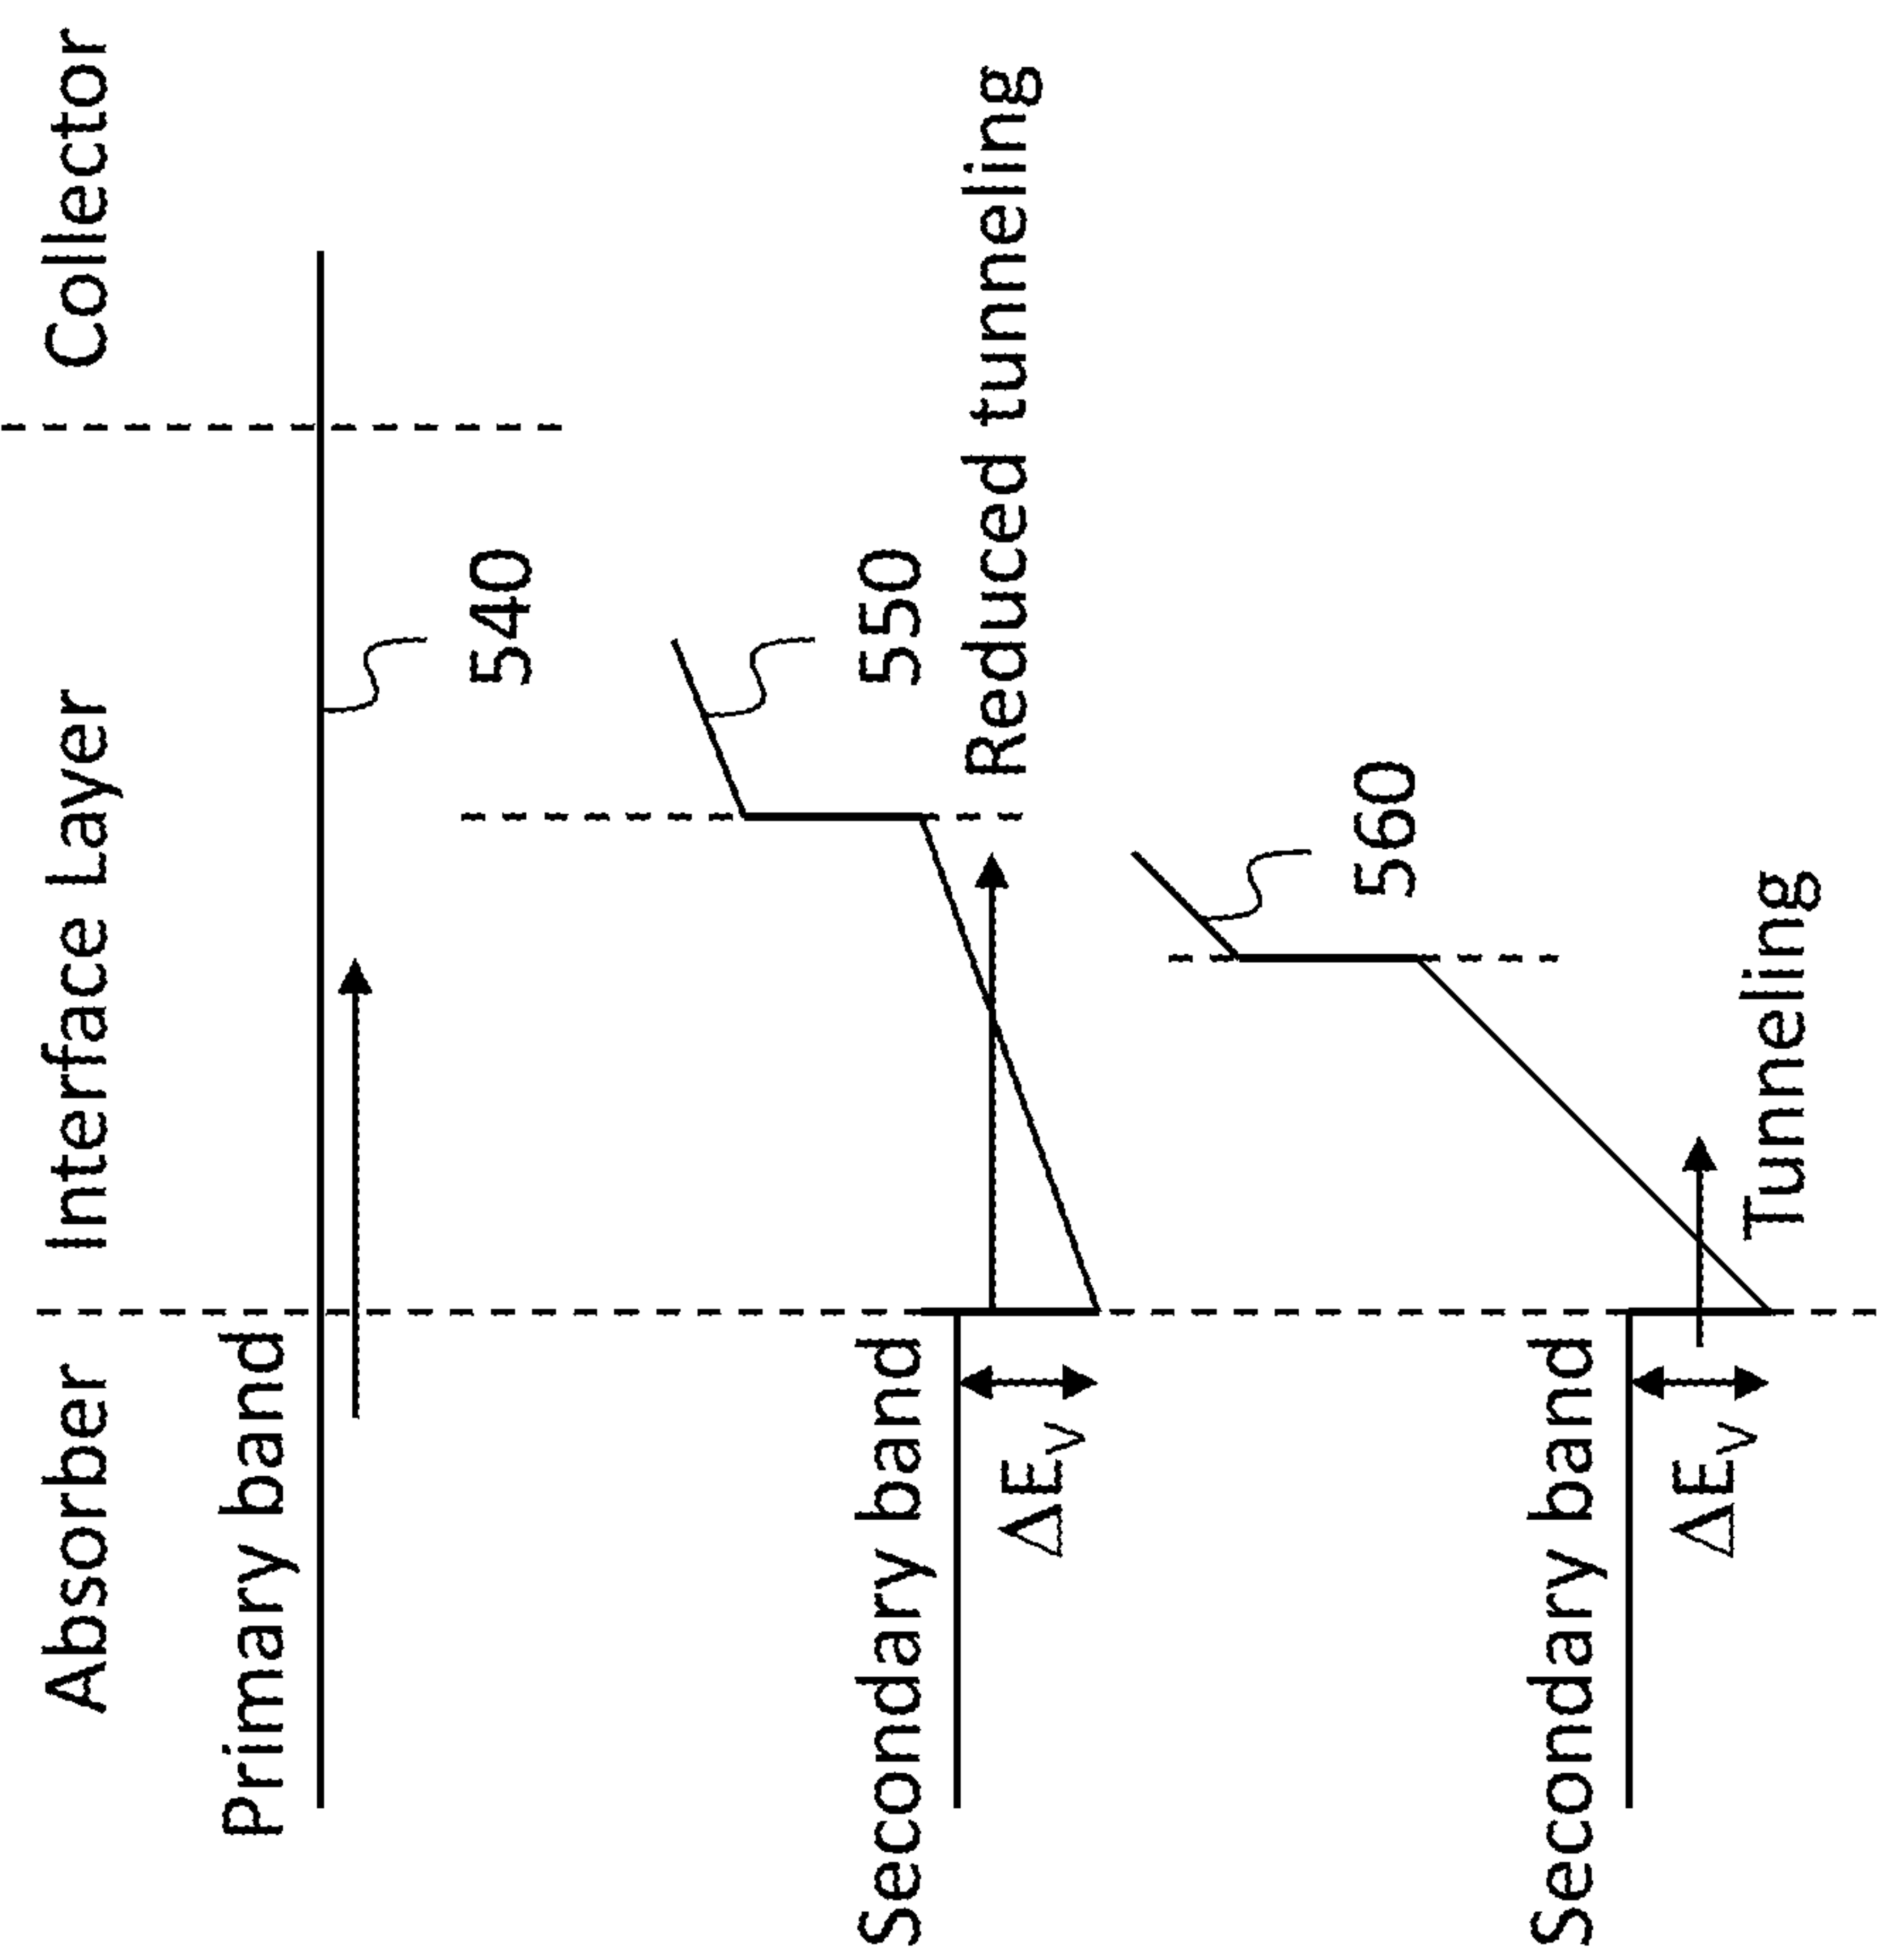 Absorber Interface Layer Collector
Primary band
540
Secondary band
550
ΔEV
Reduced tunneling
560
Secondary band
ΔEV
Tunneling